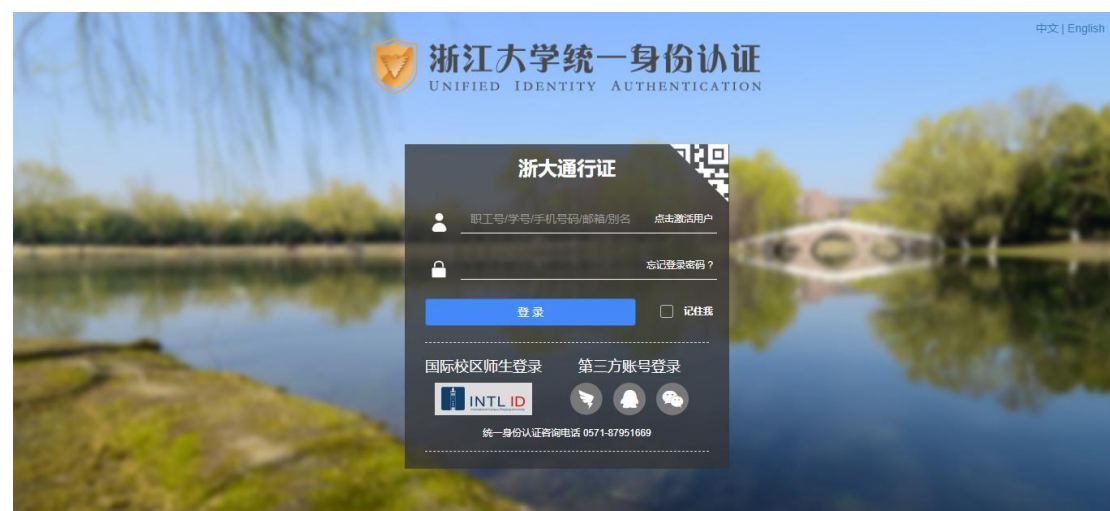 中文 | English
浙江大学统一身份认证
UNIFIED IDENTITY AUTHENTICATION
浙大通行证
职工号/学号/手机号码/邮箱/别名 点击激活用户
忘记登录密码？
登 录 记住我
国际校区师生登录 第三方账号登录
INTL ID
统一身份认证咨询电话 0571-87951669